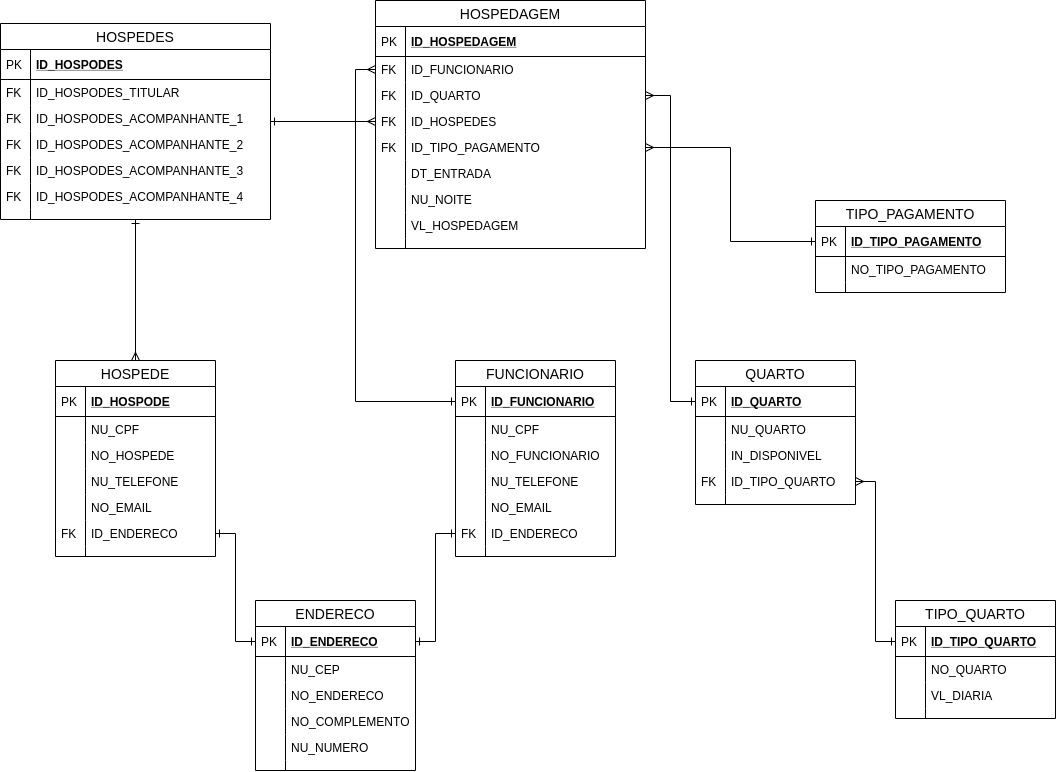 HOSPEDES
PK ID_HOSPODES
FK ID_HOSPODES_TITULAR
FK ID_HOSPODES_ACOMPANHANTE_1
FK ID_HOSPODES_ACOMPANHANTE_2
FK ID_HOSPODES_ACOMPANHANTE_3
FK ID_HOSPODES_ACOMPANHANTE_4
HOSPEDAGEM
PK ID_HOSPEDAGEM
FK ID_FUNCIONARIO
FK ID_QUARTO
FK ID_HOSPEDES
FK ID_TIPO_PAGAMENTO
DT_ENTRADA
NU_NOITE
VL_HOSPEDAGEM
TIPO_PAGAMENTO
PK ID_TIPO_PAGAMENTO
NO_TIPO_PAGAMENTO
HOSPEDE
PK ID_HOSPODE
NU_CPF
NO_HOSPEDE
NU_TELEFONE
NO_EMAIL
FK ID_ENDERECO
FUNCIONARIO
PK ID_FUNCIONARIO
NU_CPF
NO_FUNCIONARIO
NU_TELEFONE
NO_EMAIL
FK ID_ENDERECO
QUARTO
PK ID_QUARTO
NU_QUARTO
IN_DISPONIVEL
FK ID_TIPO_QUARTO
ENDERECO
PK ID_ENDERECO
NU_CEP
NO_ENDERECO
NO_COMPLEMENTO
NU_NUMERO
TIPO_QUARTO
PK ID_TIPO_QUARTO
NO_QUARTO
VL_DIARIA